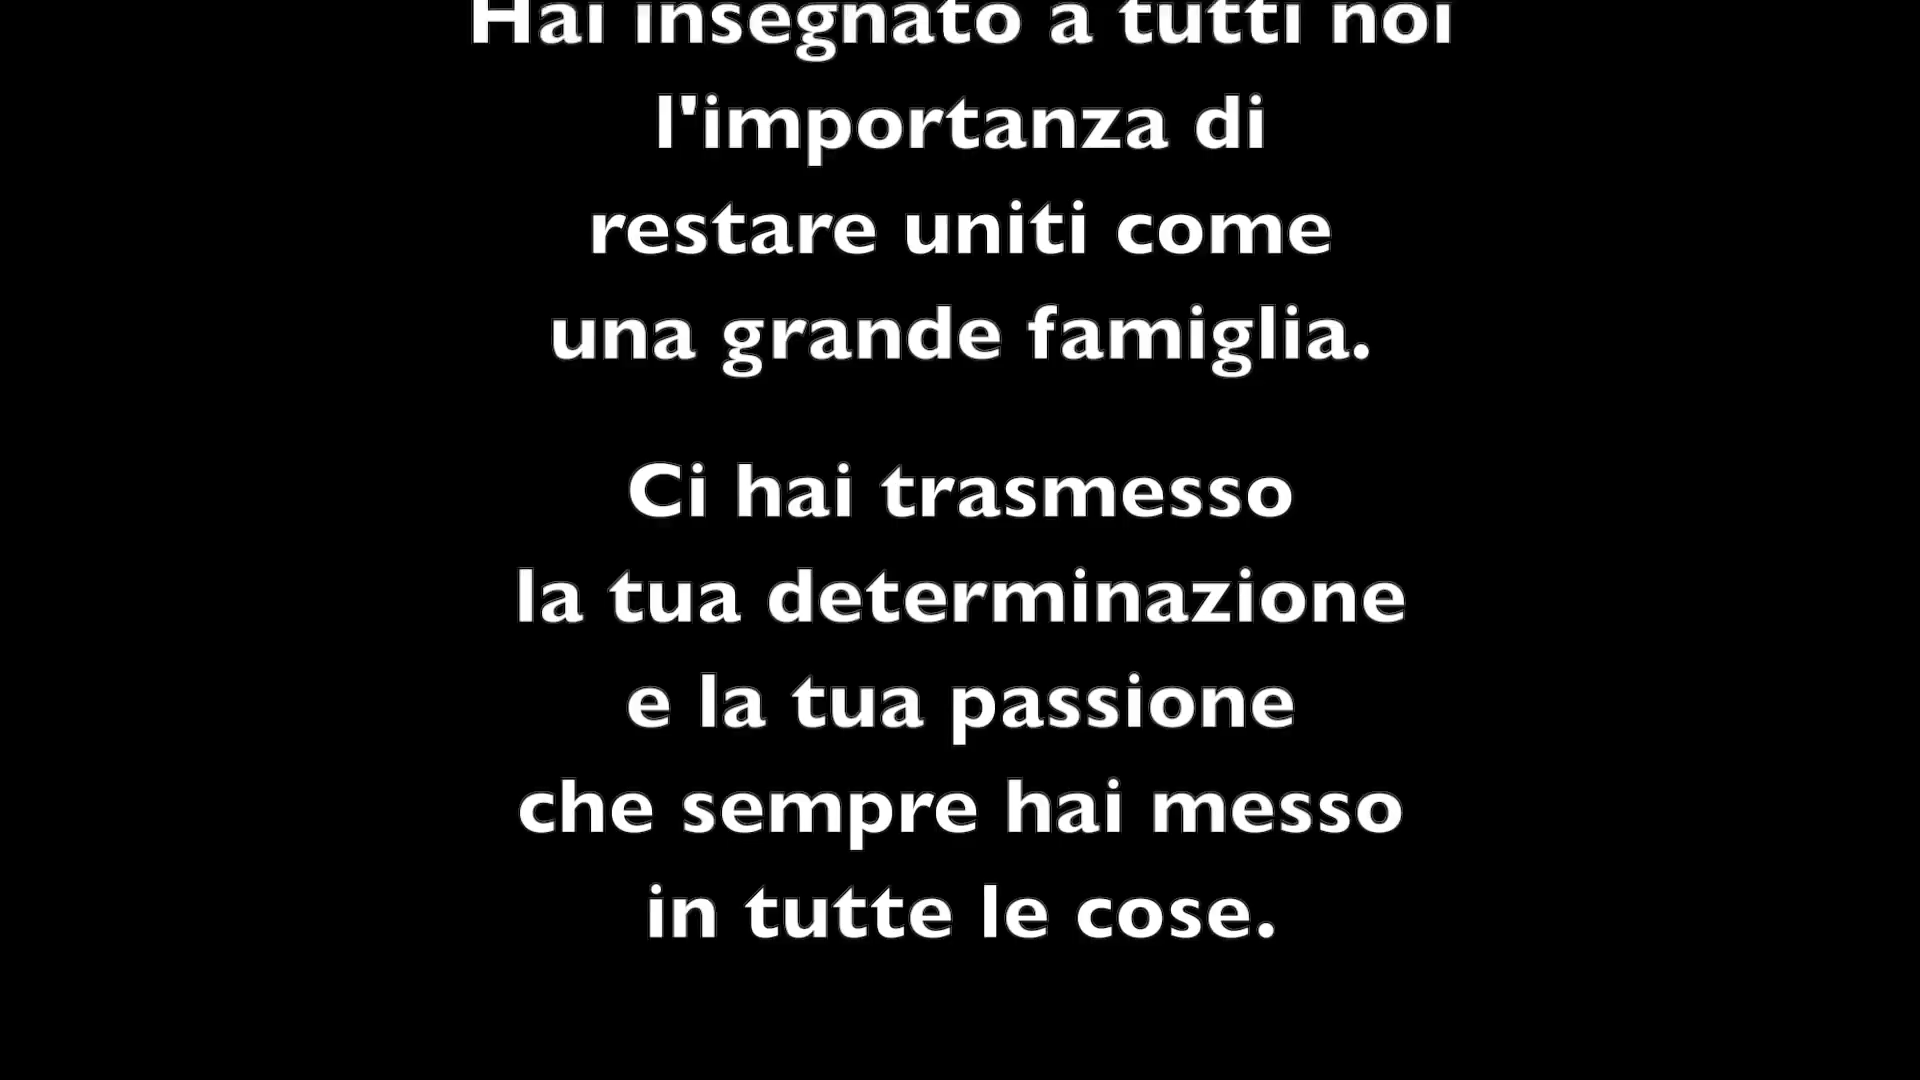 Hai insegnato a tutti noi
l'importanza di
restare uniti come
una grande famiglia.
Ci hai trasmesso
la tua determinazione
e la tua passione
che sempre hai messo
in tutte le cose.